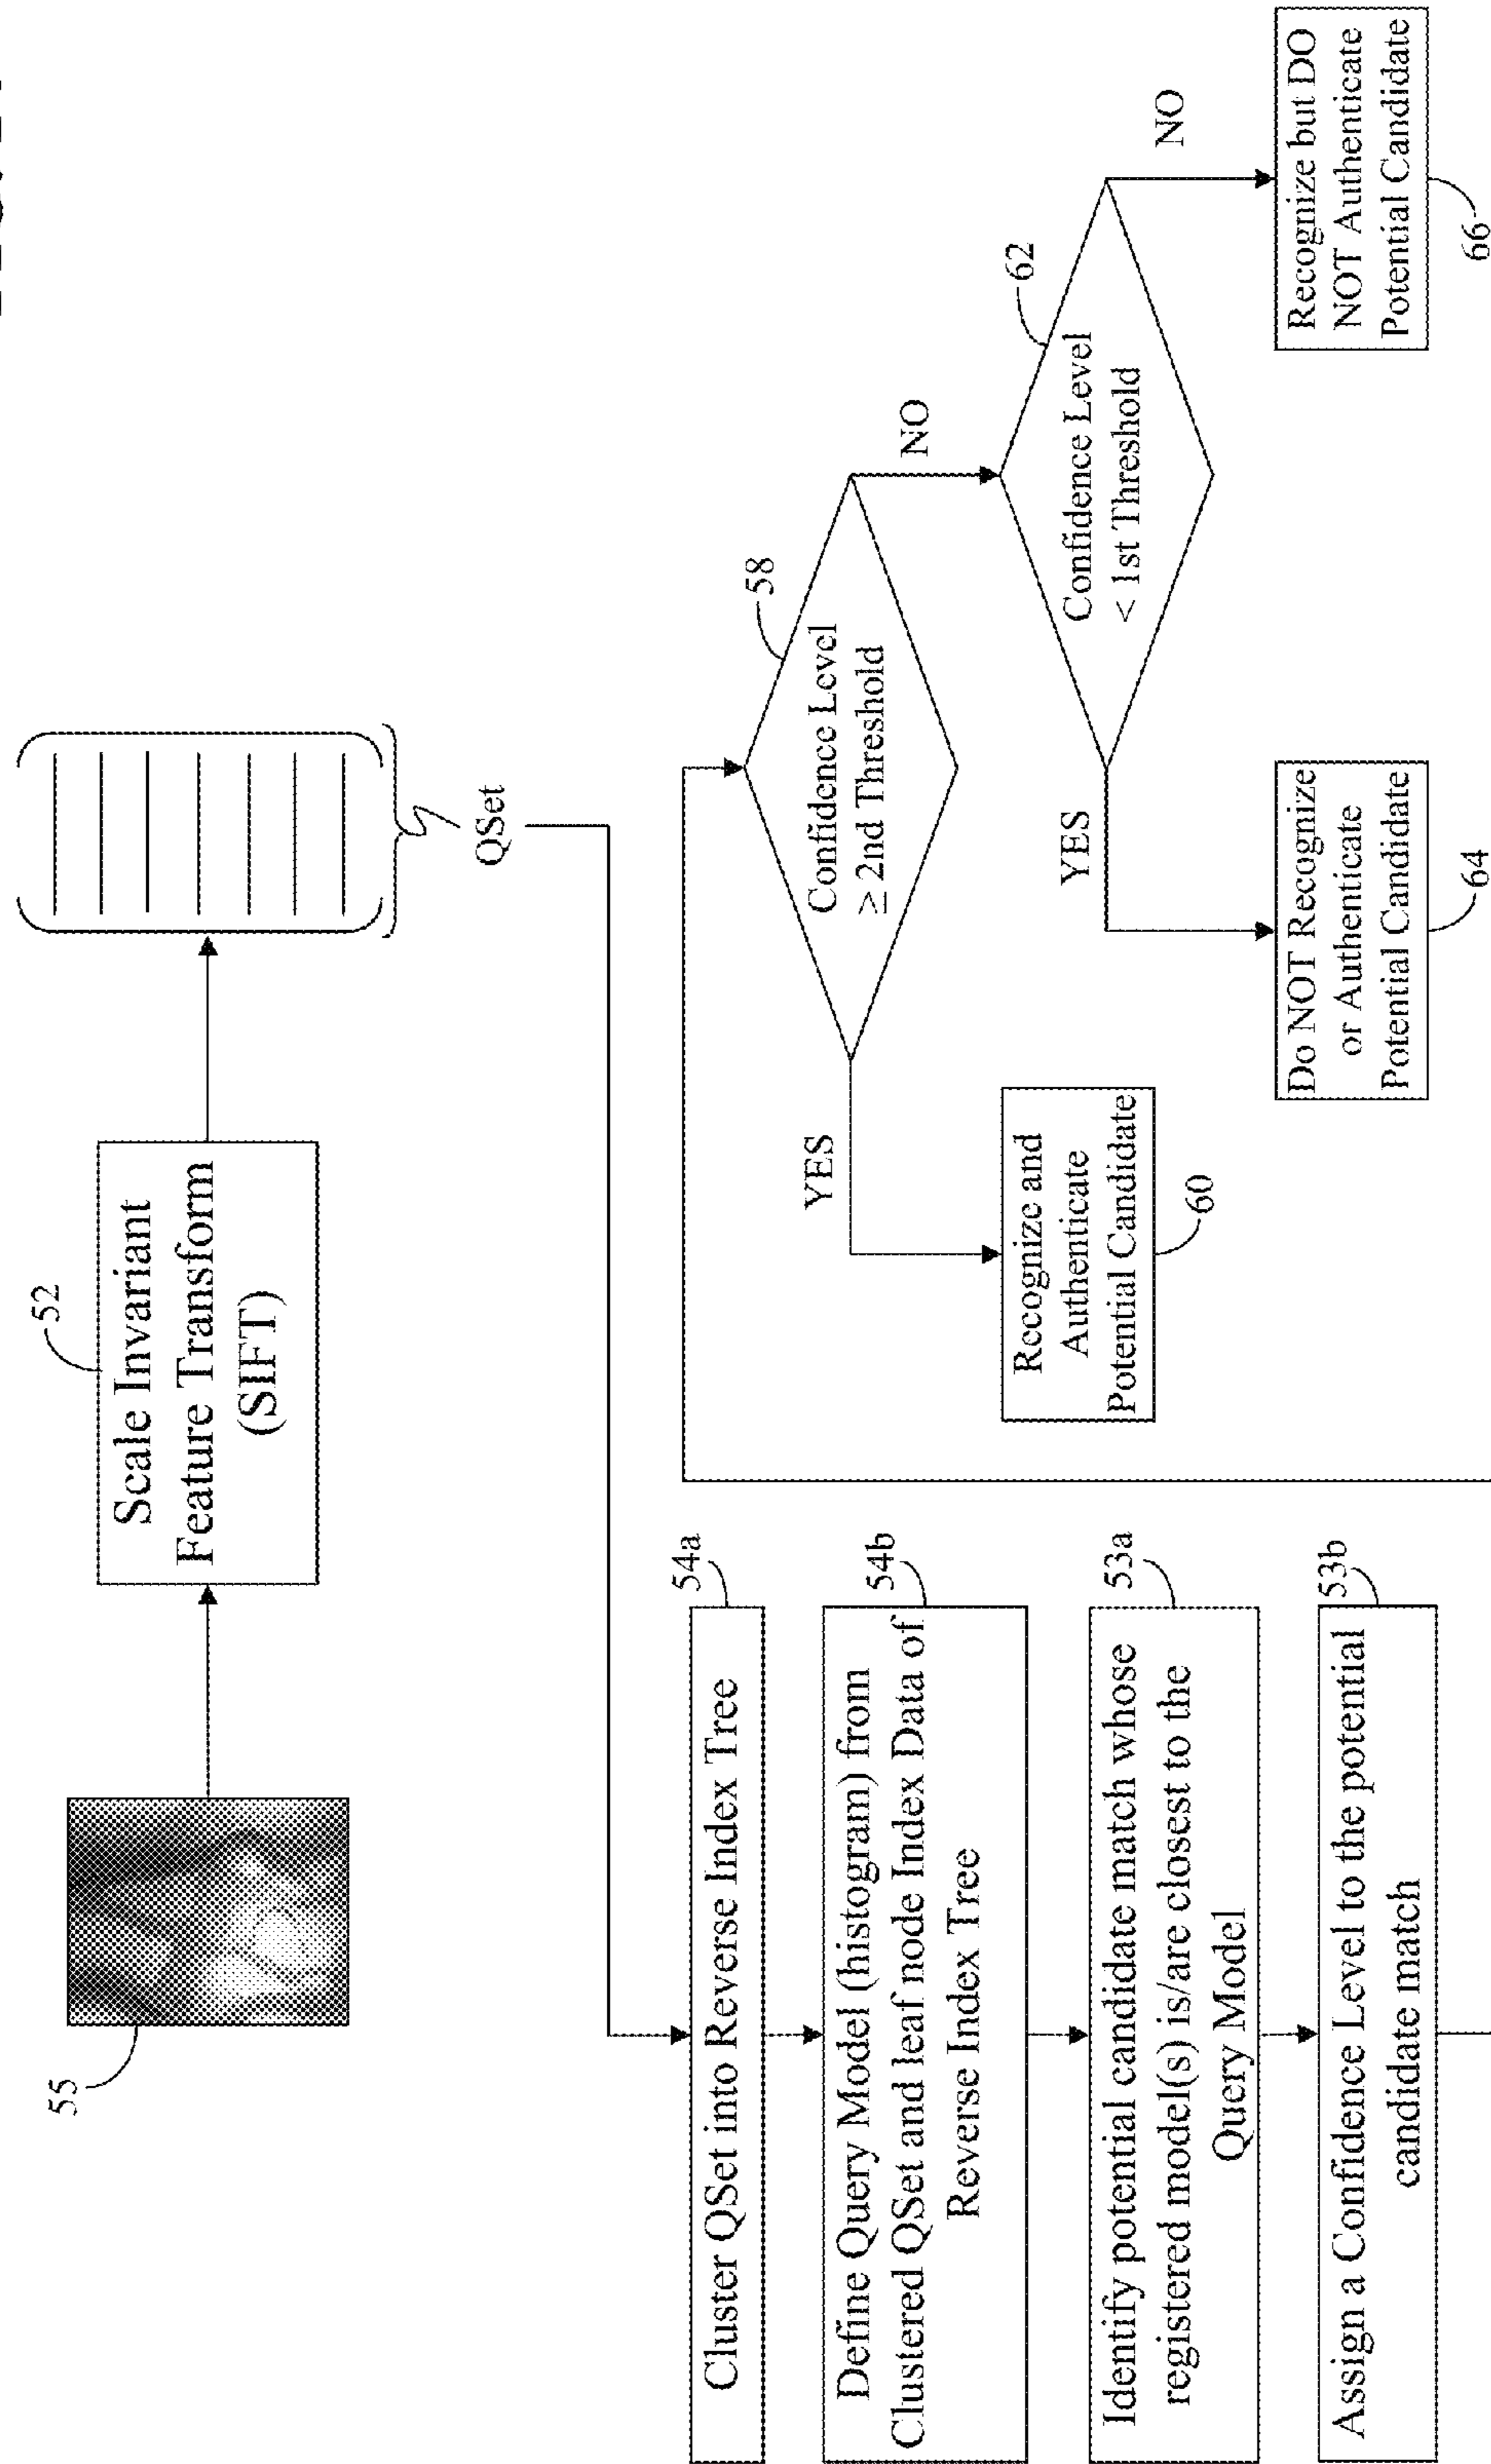 55
52
Scale Invariant
Feature Transform
(SIFT)
QSet
54a
Cluster QSet into Reverse Index Tree
54b
Define Query Model (histogram) from
Clustered QSet and leaf node Index Data of
Reverse Index Tree
53a
Identify potential candidate match whose
registered model(s) is/are closest to the
Query Model
53b
Assign a Confidence Level to the potential
candidate match
58
Confidence Level
≥ 2nd Threshold
YES
NO
Recognize and
Authenticate
Potential Candidate
60
62
Confidence Level
< 1st Threshold
YES
NO
Do NOT Recognize
or Authenticate
Potential Candidate
64
Recognize but DO
NOT Authenticate
Potential Candidate
66